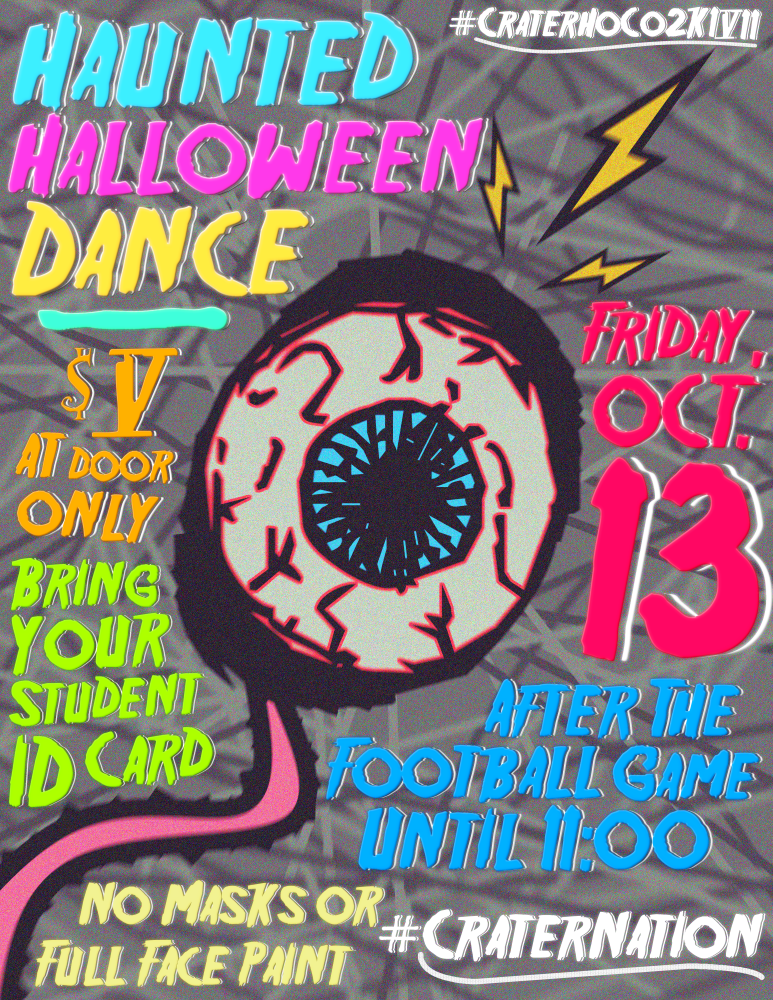 #CRATERHOCO2KIVII
HAUNTED
HALLOWEEN
DANCE
$V
AT DOOR
ONLY
BRING
YOUR
STUDENT
ID CARD
FRIDAY,
OCT.
13
AFTER THE
FOOTBALL GAME
UNTIL 11:00
NO MASKS OR
FULL FACE PAINT
#CRATERNATION